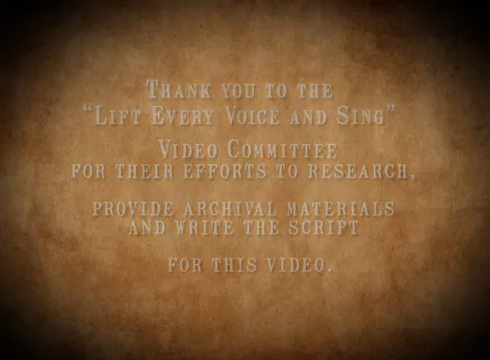 Thank you to the
“Lift Every Voice and Sing”
Video Committee
for their efforts to research,
provide archival materials
and write the script
for this video.